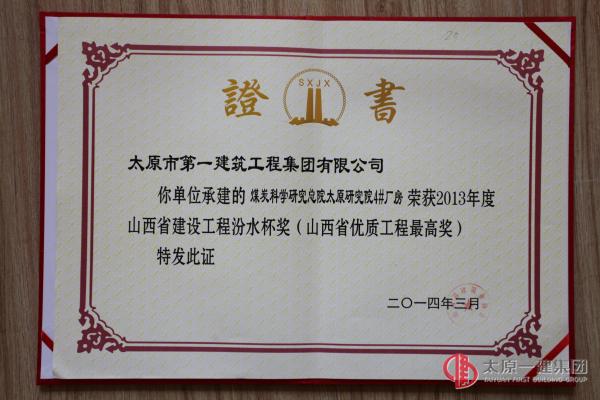 證 SXJX 書
太原市第一建筑工程集团有限公司
你单位承建的 煤炭科学研究总院太原研究院4#厂房 荣获2013年度
山西省建设工程汾水杯奖（山西省优质工程最高奖）
特发此证
二〇一四年三月
太原一建集团
TAIYUAN FIRST BUILDING GROUP